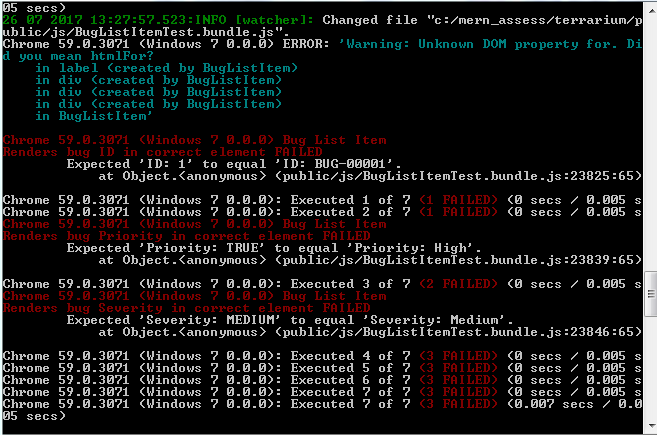 05 secs)
26 07 2017 13:27:57.523:INFO [watcher]: Changed file "c:/mern_assess/terrarium/p
ublic/js/BugListItemTest.bundle.js".
Chrome 59.0.3071 (Windows 7 0.0.0) ERROR: 'Warning: Unknown DOM property for. Di
d you mean htmlFor?
    in label (created by BugListItem)
    in div (created by BugListItem)
    in div (created by BugListItem)
    in div (created by BugListItem)
    in BugListItem'
Chrome 59.0.3071 (Windows 7 0.0.0) Bug List Item
Renders bug ID in correct element FAILED
        Expected 'ID: 1' to equal 'ID: BUG-00001'.
            at Object.<anonymous> (public/js/BugListItemTest.bundle.js:23825:65)
Chrome 59.0.3071 (Windows 7 0.0.0): Executed 1 of 7 (1 FAILED) (0 secs / 0.005 s
Chrome 59.0.3071 (Windows 7 0.0.0): Executed 2 of 7 (1 FAILED) (0 secs / 0.005 s
Chrome 59.0.3071 (Windows 7 0.0.0) Bug List Item
Renders bug Priority in correct element FAILED
        Expected 'Priority: TRUE' to equal 'Priority: High'.
            at Object.<anonymous> (public/js/BugListItemTest.bundle.js:23839:65)
Chrome 59.0.3071 (Windows 7 0.0.0): Executed 3 of 7 (2 FAILED) (0 secs / 0.005 s
Chrome 59.0.3071 (Windows 7 0.0.0) Bug List Item
Renders bug Severity in correct element FAILED
        Expected 'Severity: MEDIUM' to equal 'Severity: Medium'.
            at Object.<anonymous> (public/js/BugListItemTest.bundle.js:23846:65)
Chrome 59.0.3071 (Windows 7 0.0.0): Executed 4 of 7 (3 FAILED) (0 secs / 0.005 s
Chrome 59.0.3071 (Windows 7 0.0.0): Executed 5 of 7 (3 FAILED) (0 secs / 0.005 s
Chrome 59.0.3071 (Windows 7 0.0.0): Executed 6 of 7 (3 FAILED) (0 secs / 0.005 s
Chrome 59.0.3071 (Windows 7 0.0.0): Executed 7 of 7 (3 FAILED) (0 secs / 0.005 s
Chrome 59.0.3071 (Windows 7 0.0.0): Executed 7 of 7 (3 FAILED) (0.007 secs / 0.0
05 secs)